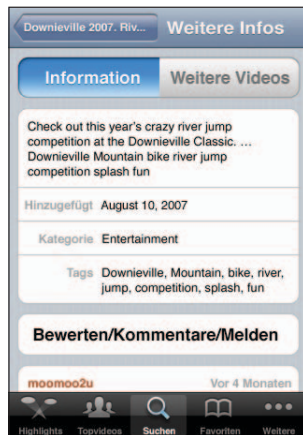 Downieville 2007. Riv... Weitere Infos
Information Weitere Videos
Check out this year's crazy river jump
competition at the Downieville Classic. ...
Downieville Mountain bike river jump
competition splash fun
Hinzugefügt August 10, 2007
Kategorie Entertainment
Tags Downieville, Mountain, bike, river,
jump, competition, splash, fun
Bewerten/Kommentare/Melden
moomoo2u Vor 4 Monaten
Highlights Topvideos Suchen Favoriten Weitere